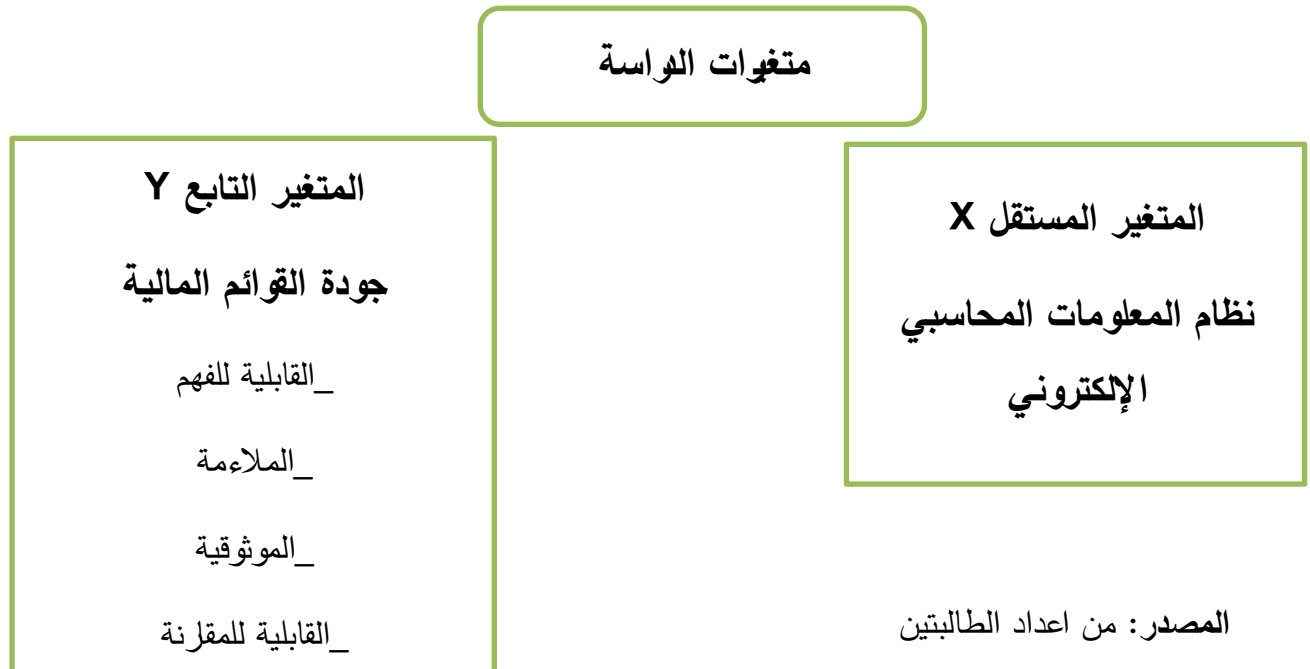 متغيرات الدراسة
المتغير المستقل X
نظام المعلومات المحاسبي
الإلكتروني
المتغير التابع Y
جودة القوائم المالية
_القابلية للفهم
_الملاءمة
_الموثوقية
_القابلية للمقارنة
المصدر: من اعداد الطالبتين